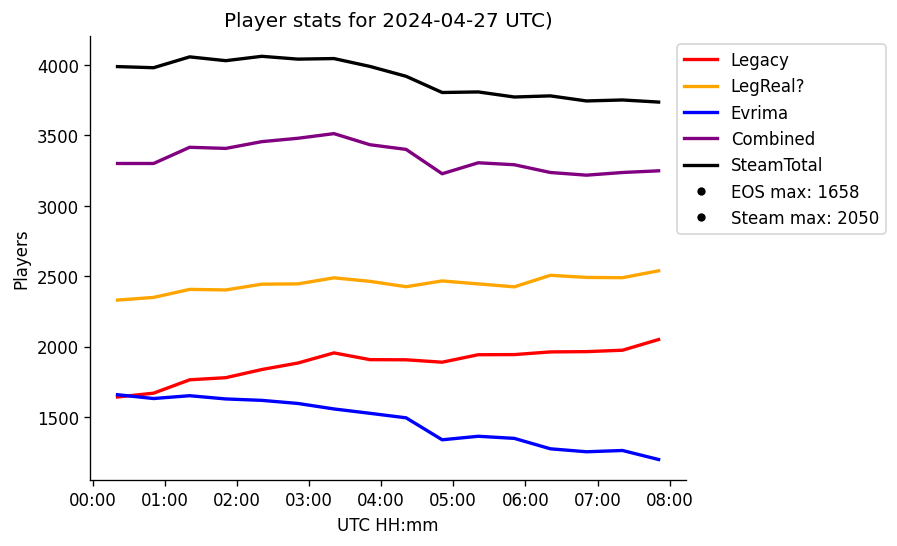 Player stats for 2024-04-27 UTC)
4000
3500
3000
2500
2000
1500
Players
00:00 01:00 02:00 03:00 04:00 05:00 06:00 07:00 08:00
UTC HH:mm
Legacy
LegReal?
Evrima
Combined
SteamTotal
EOS max: 1658
Steam max: 2050